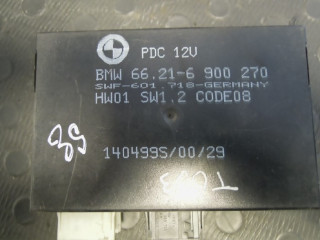 PDC 12V
BMW 66.21-6 900 270
SWF-601.718-GERMANY
HW01 SW1.2 CODE08
140499S/00/29